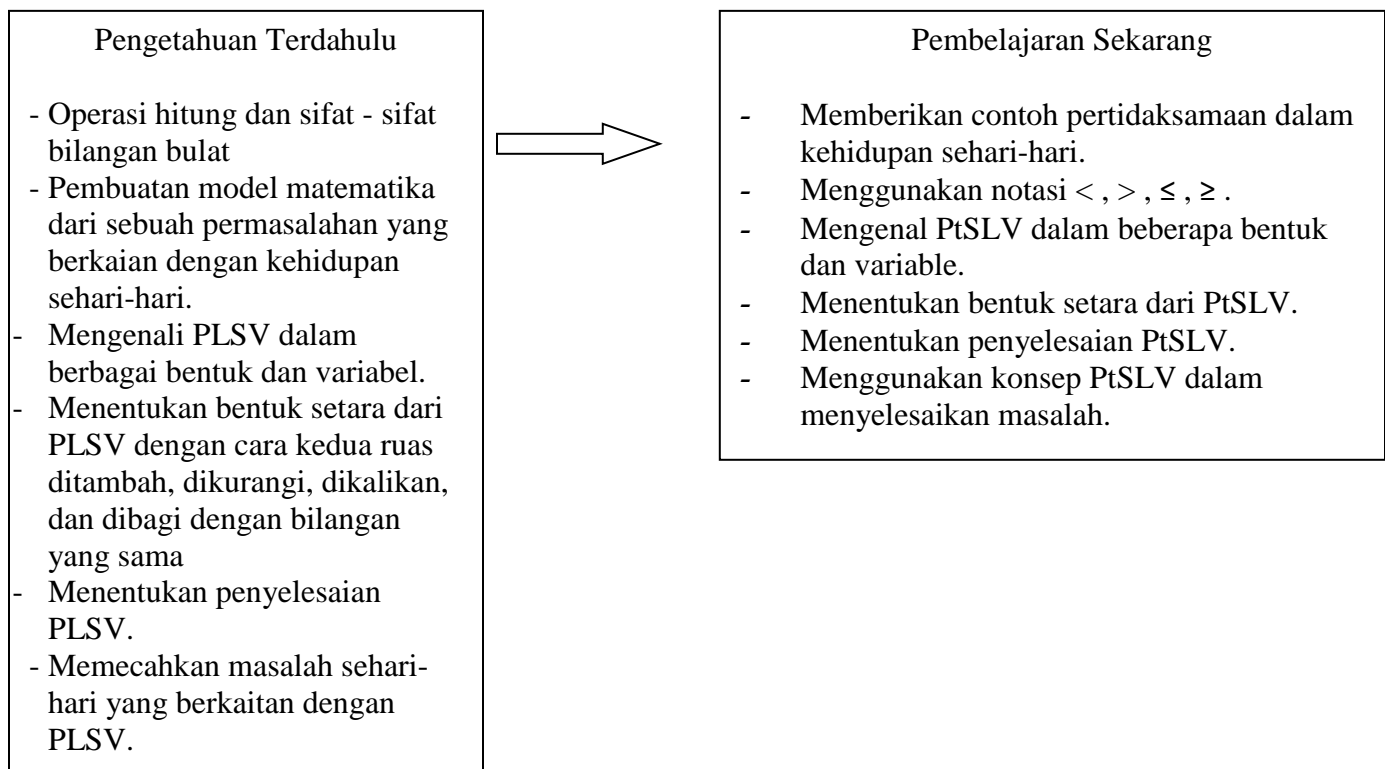 Pengetahuan Terdahulu
- Operasi hitung dan sifat - sifat
bilangan bulat
- Pembuatan model matematika
dari sebuah permasalahan yang
berkaian dengan kehidupan
sehari-hari.
- Mengenali PLSV dalam
berbagai bentuk dan variabel.
- Menentukan bentuk setara dari
PLSV dengan cara kedua ruas
ditambah, dikurangi, dikalikan,
dan dibagi dengan bilangan
yang sama
- Menentukan penyelesaian
PLSV.
- Memecahkan masalah sehari-
hari yang berkaitan dengan
PLSV.
Pembelajaran Sekarang
- Memberikan contoh pertidaksamaan dalam
kehidupan sehari-hari.
- Menggunakan notasi < , > , ≤ , ≥ .
- Mengenal PtSLV dalam beberapa bentuk
dan variable.
- Menentukan bentuk setara dari PtSLV.
- Menentukan penyelesaian PtSLV.
- Menggunakan konsep PtSLV dalam
menyelesaikan masalah.